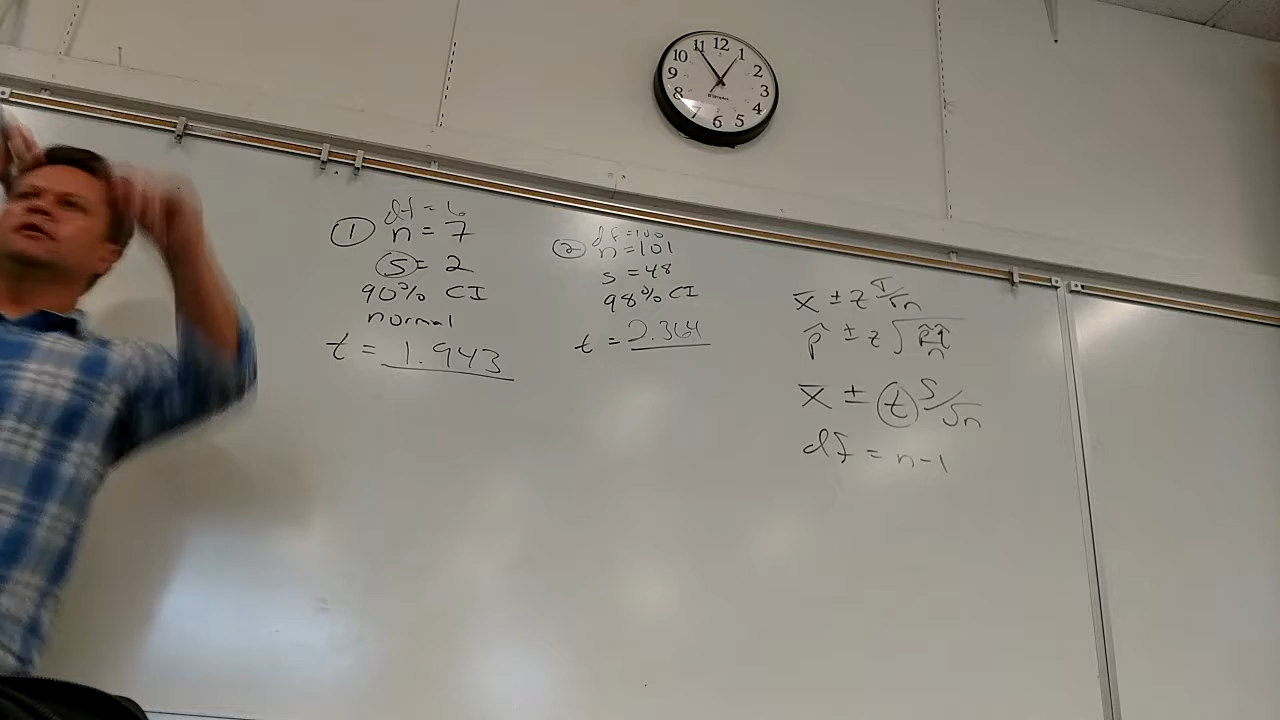 12
11
1
10
2
9
3
8
4
7
5
6
① df = 6
n = 7
s = 2
90% CI
normal
t = 1.943
② df = 100
n = 101
s = 48
98% CI
t = 2.364
x̄ ± z σ/√n
p̂ ± z √p̂q̂/n
x̄ ± t s/√n
df = n-1